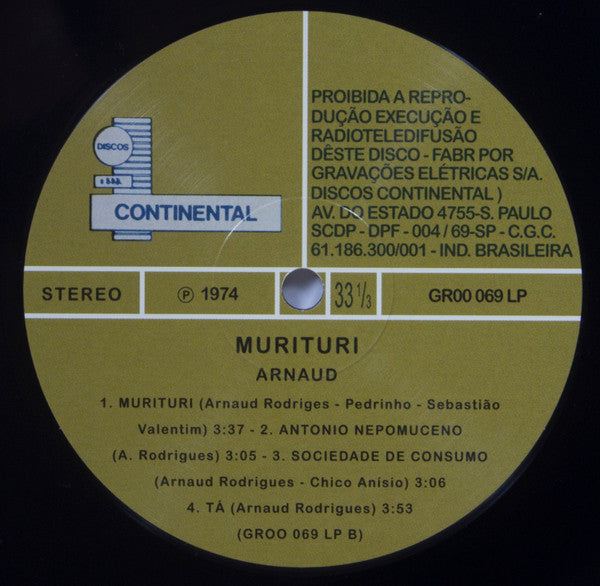 DISCOS
CONTINENTAL
PROIBIDA A REPRO-
DUÇÃO EXECUÇÃO E
RADIOTELEDIFUSÃO
DÊSTE DISCO - FABR POR
GRAVAÇÕES ELÉTRICAS S/A.
DISCOS CONTINENTAL )
AV. DO ESTADO 4755-S. PAULO
SCDP - DPF - 004 / 69-SP - C.G.C.
61.186.300/001 - IND. BRASILEIRA
STEREO
Ⓟ 1974
33 1/3
GR00 069 LP
MURITURI
ARNAUD
1. MURITURI (Arnaud Rodriges - Pedrinho - Sebastião
Valentim) 3:37 - 2. ANTONIO NEPOMUCENO
(A. Rodrigues) 3:05 - 3. SOCIEDADE DE CONSUMO
(Arnaud Rodrigues - Chico Anísio) 3:06
4. TÁ (Arnaud Rodrigues) 3:53
(GROO 069 LP B)